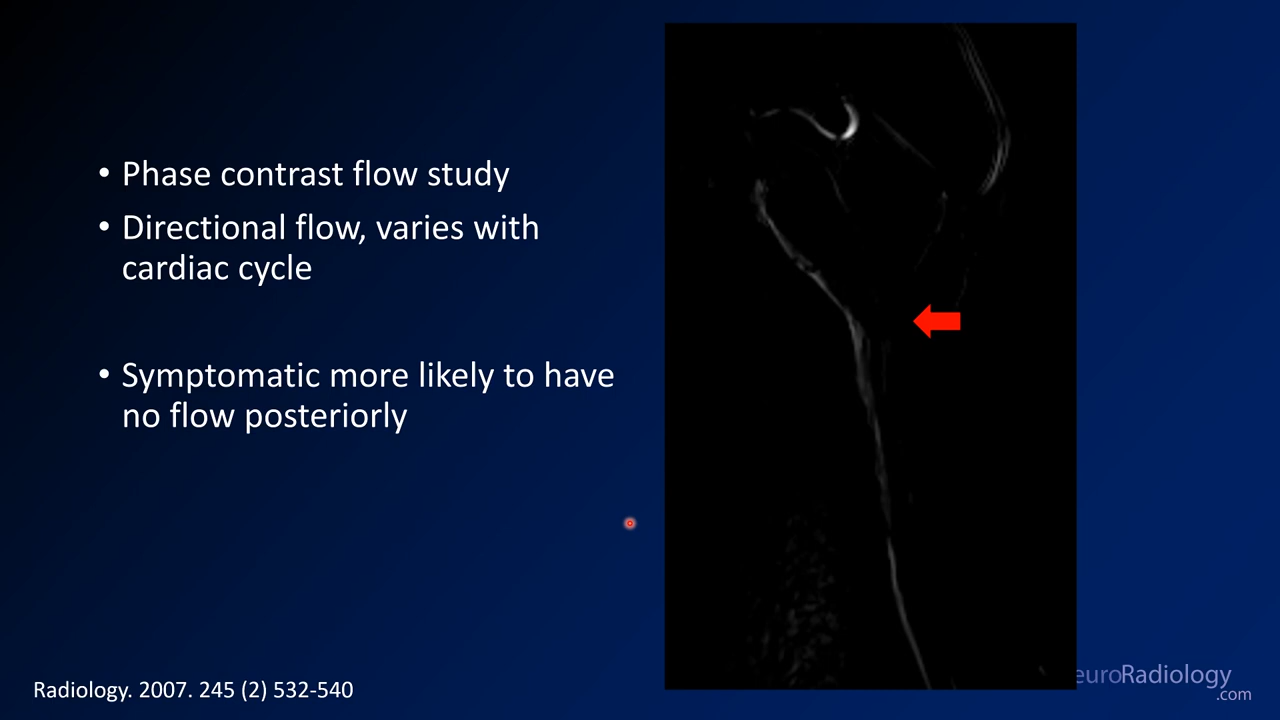 • Phase contrast flow study
• Directional flow, varies with
cardiac cycle
• Symptomatic more likely to have
no flow posteriorly
Radiology. 2007. 245 (2) 532-540
euroRadiology
.com